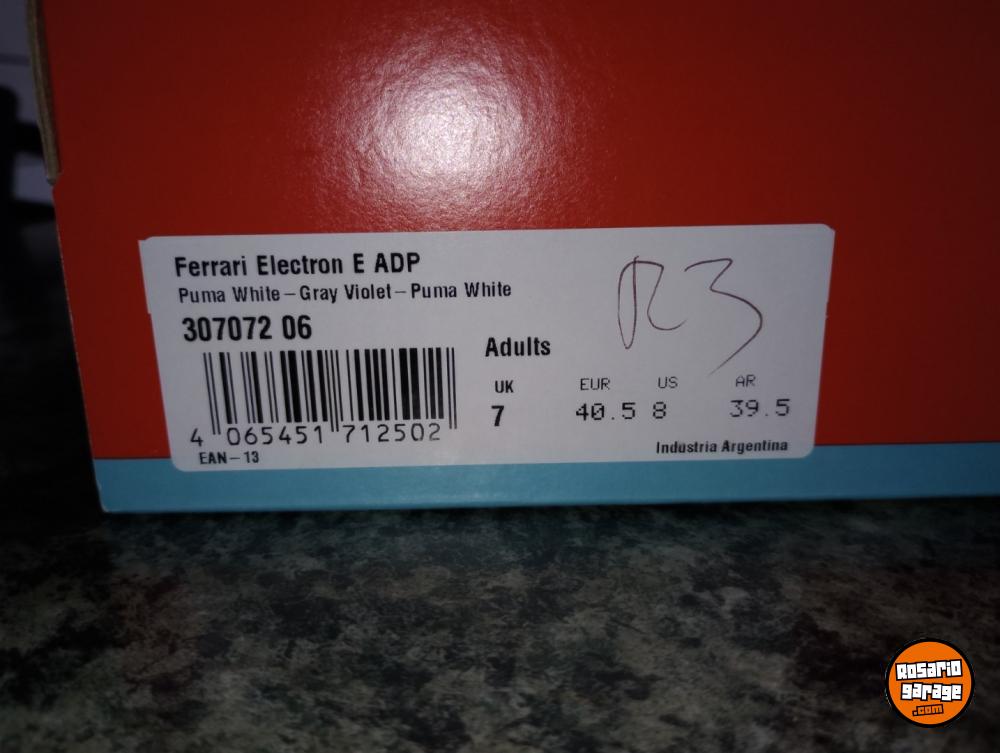 Ferrari Electron E ADP
Puma White – Gray Violet – Puma White
307072 06
R3
Adults
UK EUR US AR
7 40.5 8 39.5
4 065451 712502
EAN – 13
Industria Argentina
Rosario
garage
.com